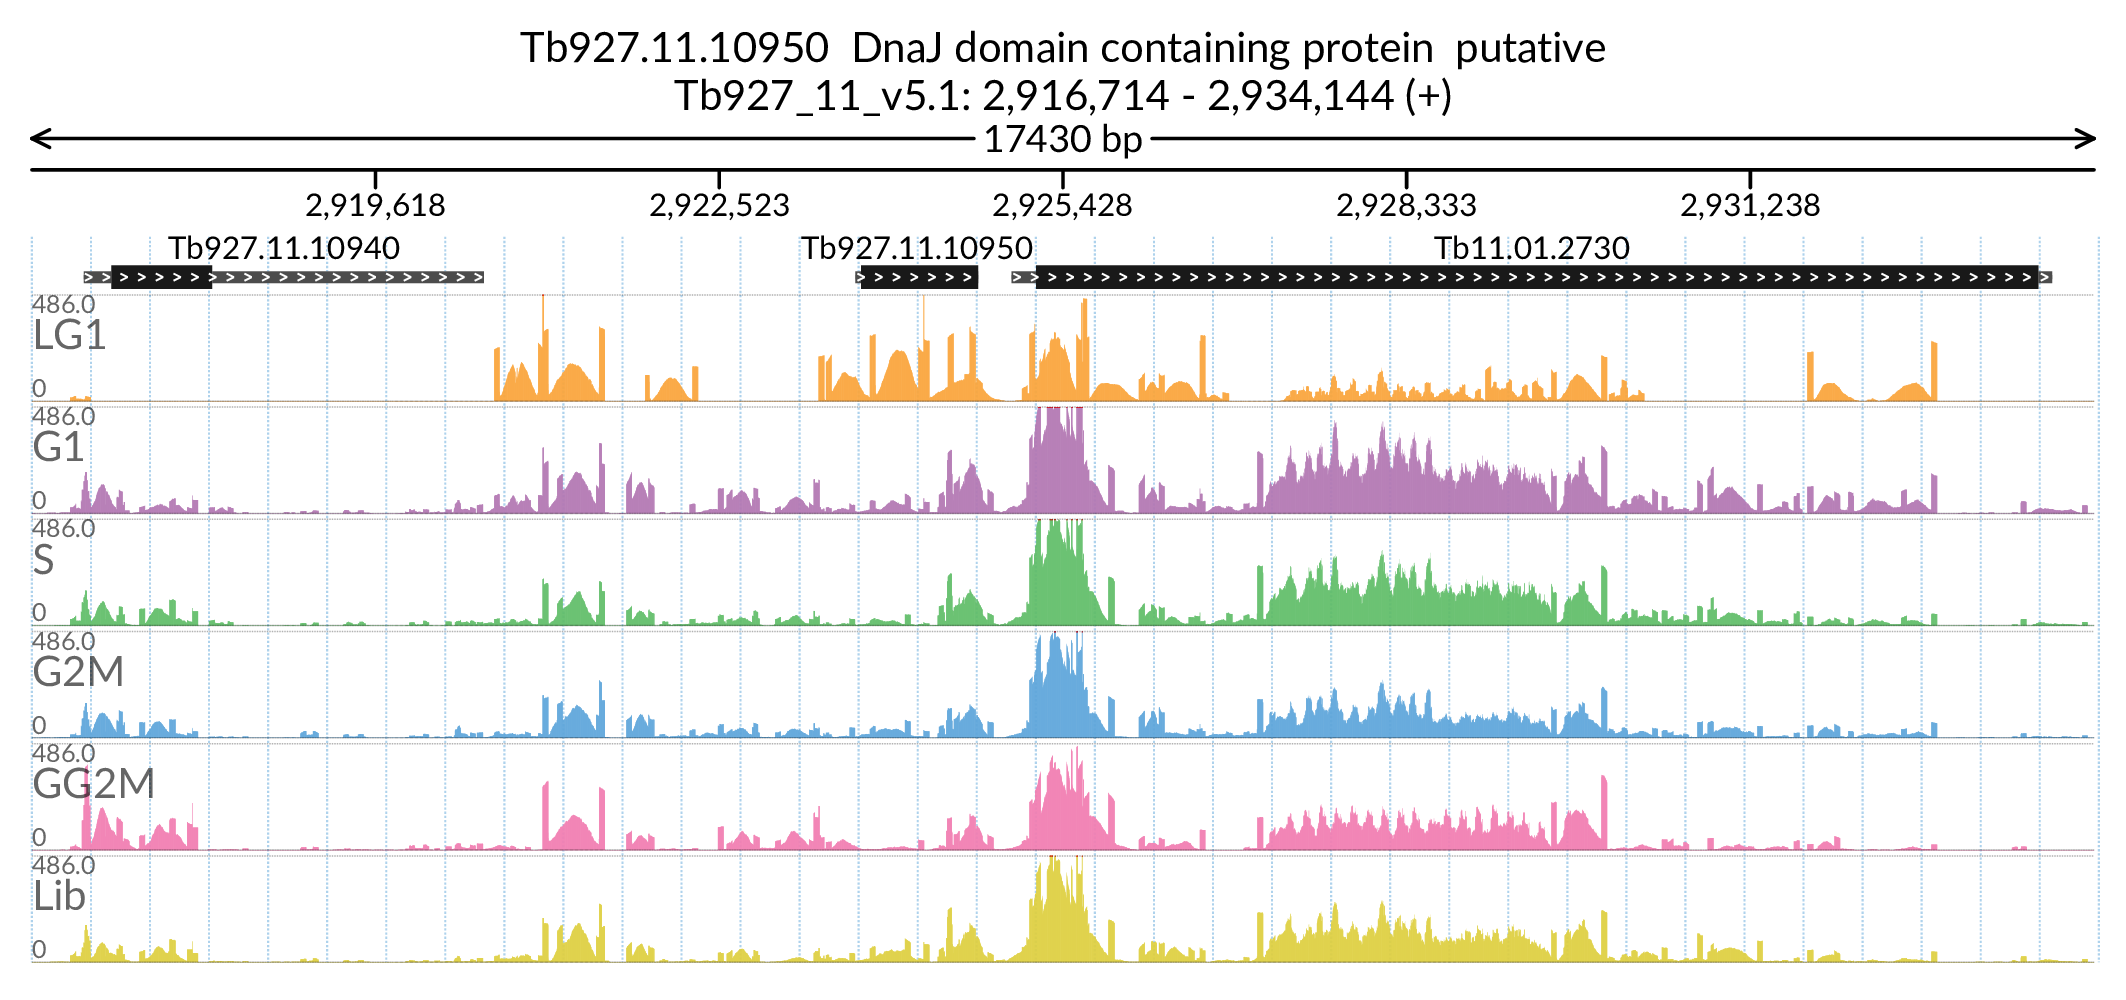 Tb927.11.10950  DnaJ domain containing protein  putative
Tb927_11_v5.1: 2,916,714 - 2,934,144 (+)
17430 bp
2,919,618 2,922,523 2,925,428 2,928,333 2,931,238
Tb927.11.10940 Tb927.11.10950 Tb11.01.2730
486.0
LG1
0
486.0
G1
0
486.0
S
0
486.0
G2M
0
486.0
GG2M
0
486.0
Lib
0